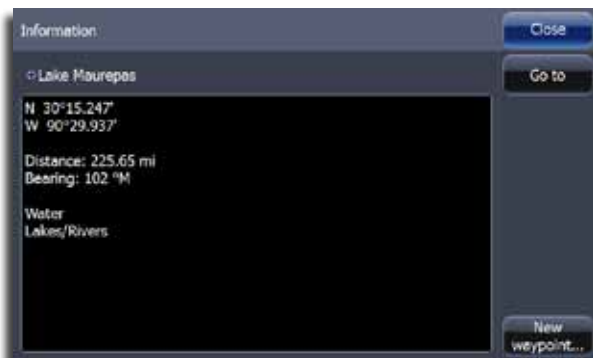 Information
Close
Lake Maurepas
Go to
N 30°15.247'
W 90°29.937'
Distance: 225.65 mi
Bearing: 102 °M
Water
Lakes/Rivers
New
waypoint...